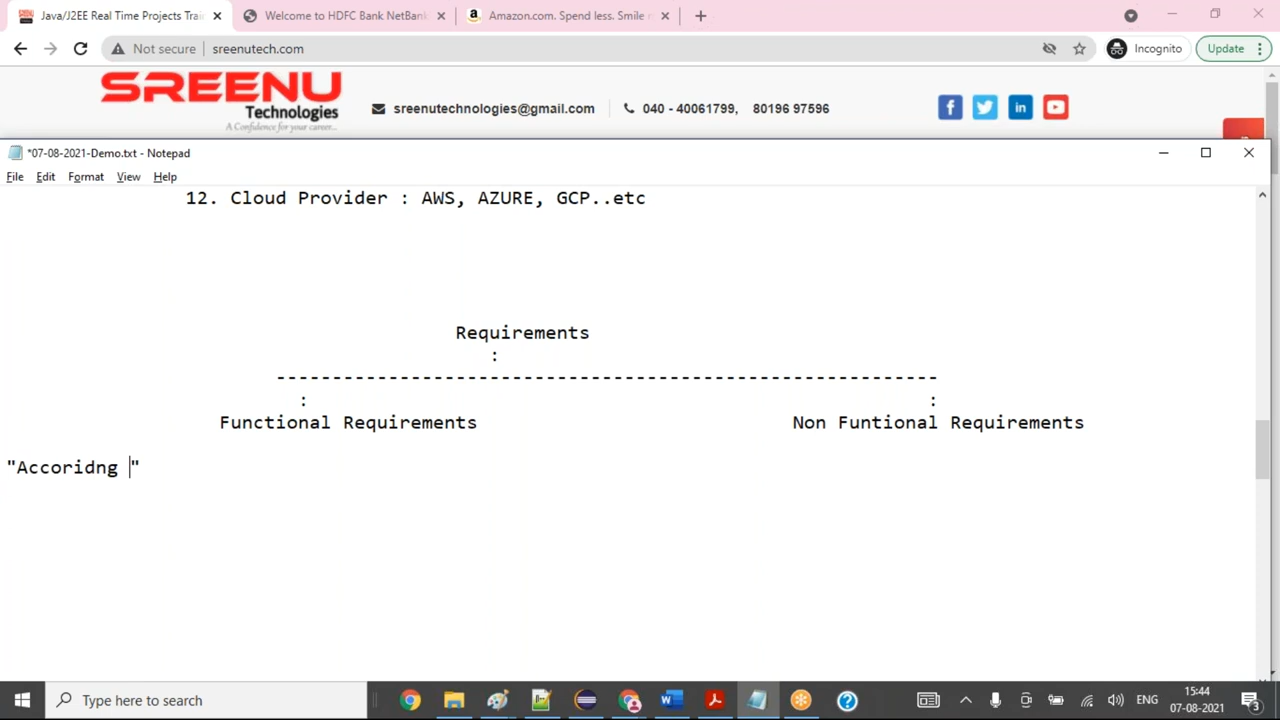 Java/J2EE Real Time Projects Trai
Welcome to HDFC Bank NetBank
Amazon.com. Spend less. Smile m
Not secure
sreenutech.com
Incognito
Update
SREENU
Technologies
A Confidence for your career...
sreenutechnologies@gmail.com
040 - 40061799, 80196 97596
*07-08-2021-Demo.txt - Notepad
File Edit Format View Help
12. Cloud Provider : AWS, AZURE, GCP..etc
Requirements
:
-----------------------------------------------------------
: :
Functional Requirements Non Funtional Requirements
"Accoridng "
Type here to search
ENG
15:44
07-08-2021
3